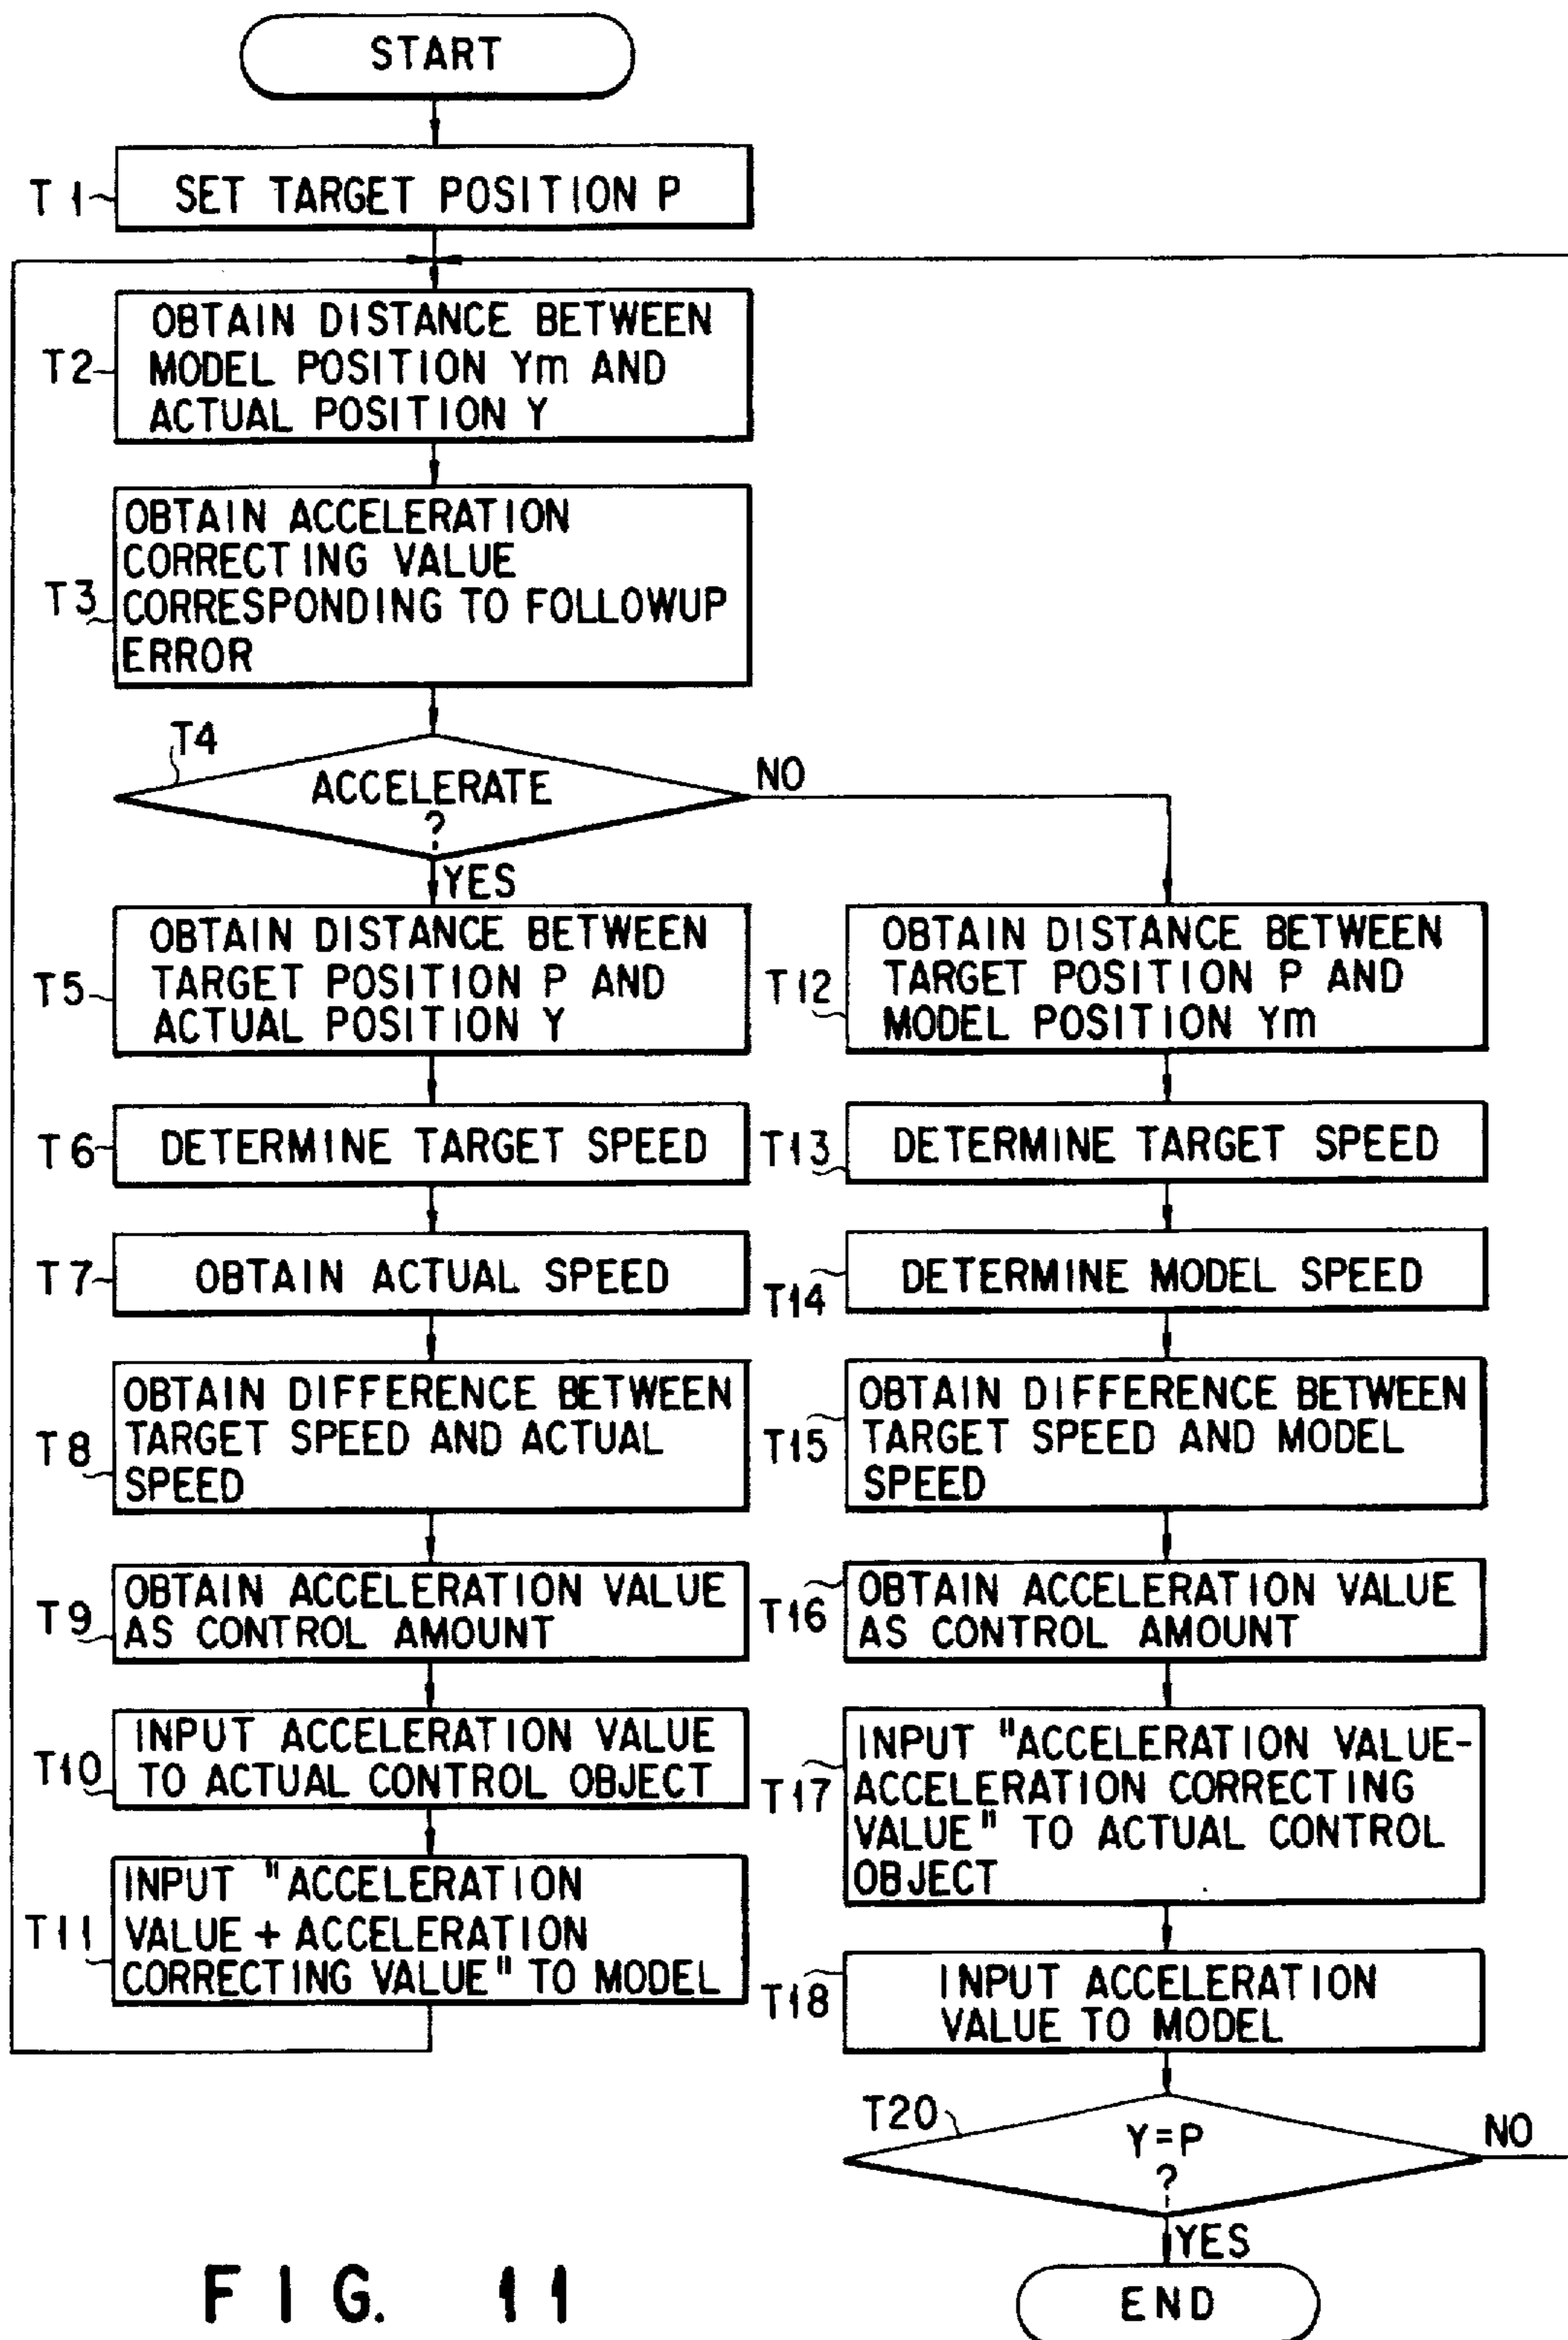 START
T1
SET TARGET POSITION P
T2
OBTAIN DISTANCE BETWEEN
MODEL POSITION Ym AND
ACTUAL POSITION Y
T3
OBTAIN ACCELERATION
CORRECTING VALUE
CORRESPONDING TO FOLLOWUP
ERROR
T4
ACCELERATE
?
NO
YES
T5
OBTAIN DISTANCE BETWEEN
TARGET POSITION P AND
ACTUAL POSITION Y
T6
DETERMINE TARGET SPEED
T7
OBTAIN ACTUAL SPEED
T8
OBTAIN DIFFERENCE BETWEEN
TARGET SPEED AND ACTUAL
SPEED
T9
OBTAIN ACCELERATION VALUE
AS CONTROL AMOUNT
T10
INPUT ACCELERATION VALUE
TO ACTUAL CONTROL OBJECT
T11
INPUT "ACCELERATION
VALUE + ACCELERATION
CORRECTING VALUE" TO MODEL
T12
OBTAIN DISTANCE BETWEEN
TARGET POSITION P AND
MODEL POSITION Ym
T13
DETERMINE TARGET SPEED
T14
DETERMINE MODEL SPEED
T15
OBTAIN DIFFERENCE BETWEEN
TARGET SPEED AND MODEL
SPEED
T16
OBTAIN ACCELERATION VALUE
AS CONTROL AMOUNT
T17
INPUT "ACCELERATION VALUE-
ACCELERATION CORRECTING
VALUE" TO ACTUAL CONTROL
OBJECT
T18
INPUT ACCELERATION
VALUE TO MODEL
T20
Y=P
?
NO
YES
END
FIG. 11